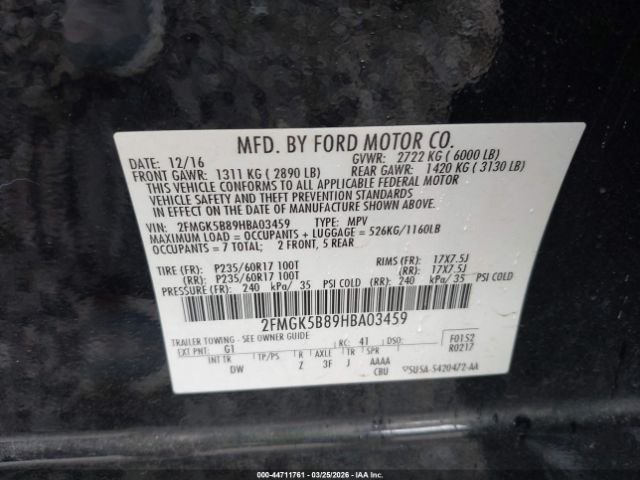 MFD. BY FORD MOTOR CO.
DATE: 12/16 GVWR: 2722 KG ( 6000 LB)
FRONT GAWR: 1311 KG ( 2890 LB) REAR GAWR: 1420 KG ( 3130 LB)
THIS VEHICLE CONFORMS TO ALL APPLICABLE FEDERAL MOTOR
VEHICLE SAFETY AND THEFT PREVENTION STANDARDS
IN EFFECT ON THE DATE OF MANUFACTURE SHOWN ABOVE.
VIN: 2FMGK5B89HBA03459 TYPE: MPV
MAXIMUM LOAD = OCCUPANTS + LUGGAGE = 526KG/1160LB
OCCUPANTS = 7 TOTAL; 2 FRONT, 5 REAR
TIRE (FR): P235/60R17 100T RIMS (FR): 17X7.5J
(RR): P235/60R17 100T (RR): 17X7.5J
PRESSURE (FR): 240 kPa/ 35 PSI COLD (RR): 240 kPa/ 35 PSI COLD
2FMGK5B89HBA03459
TRAILER TOWING - SEE OWNER GUIDE F0152
EXT PNT: G1 RC: 41 DSO: R0217
INT TR TP/PS R AXLE TR SPR AAAA
DW Z 3F J CBU 5U5A-5420472-AA
000-44711761 - 03/25/2026 - IAAI.CA